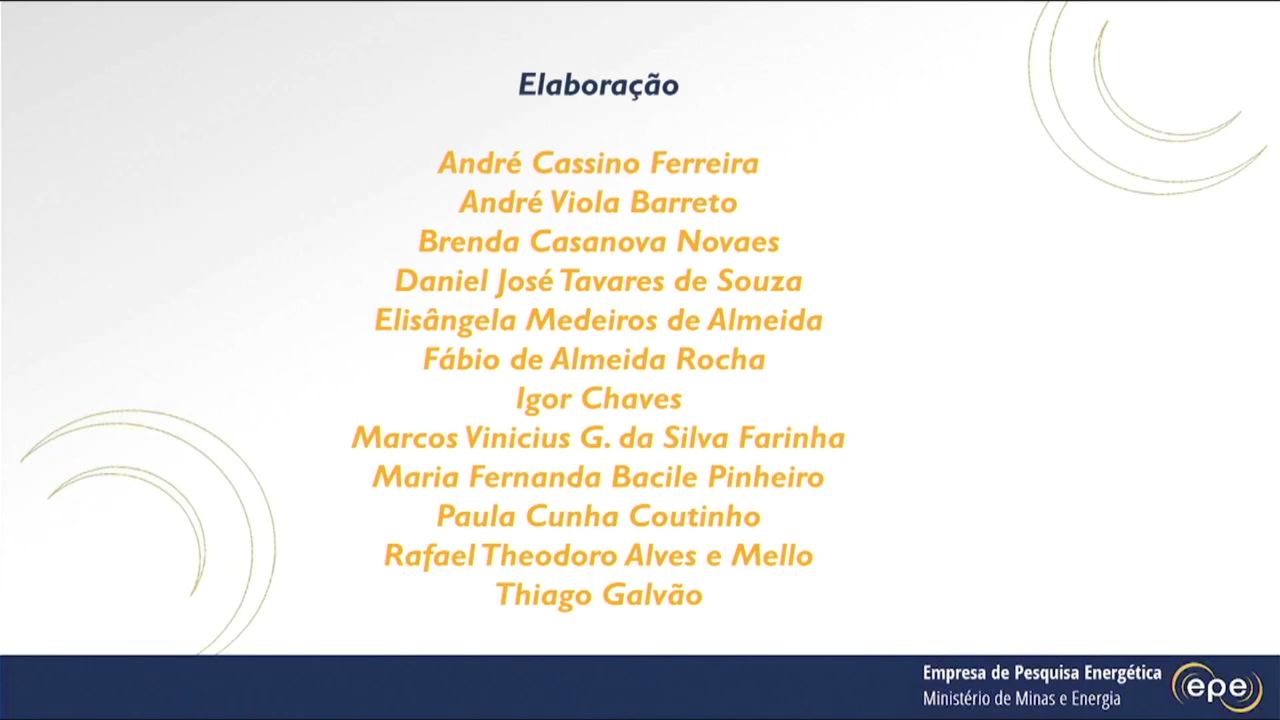 Elaboração
André Cassino Ferreira
André Viola Barreto
Brenda Casanova Novaes
Daniel José Tavares de Souza
Elisângela Medeiros de Almeida
Fábio de Almeida Rocha
Igor Chaves
Marcos Vinicius G. da Silva Farinha
Maria Fernanda Bacile Pinheiro
Paula Cunha Coutinho
Rafael Theodoro Alves e Mello
Thiago Galvão
Empresa de Pesquisa Energética
Ministério de Minas e Energia
epe